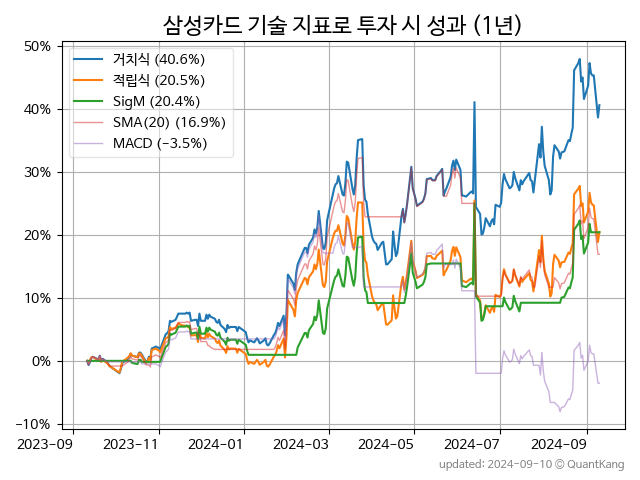 삼성카드 기술 지표로 투자 시 성과 (1년)
50%
40%
30%
20%
10%
0%
−10%
거치식 (40.6%)
적립식 (20.5%)
SigM (20.4%)
SMA(20) (16.9%)
MACD (−3.5%)
2023-09 2023-11 2024-01 2024-03 2024-05 2024-07 2024-09
updated: 2024-09-10 © QuantKang